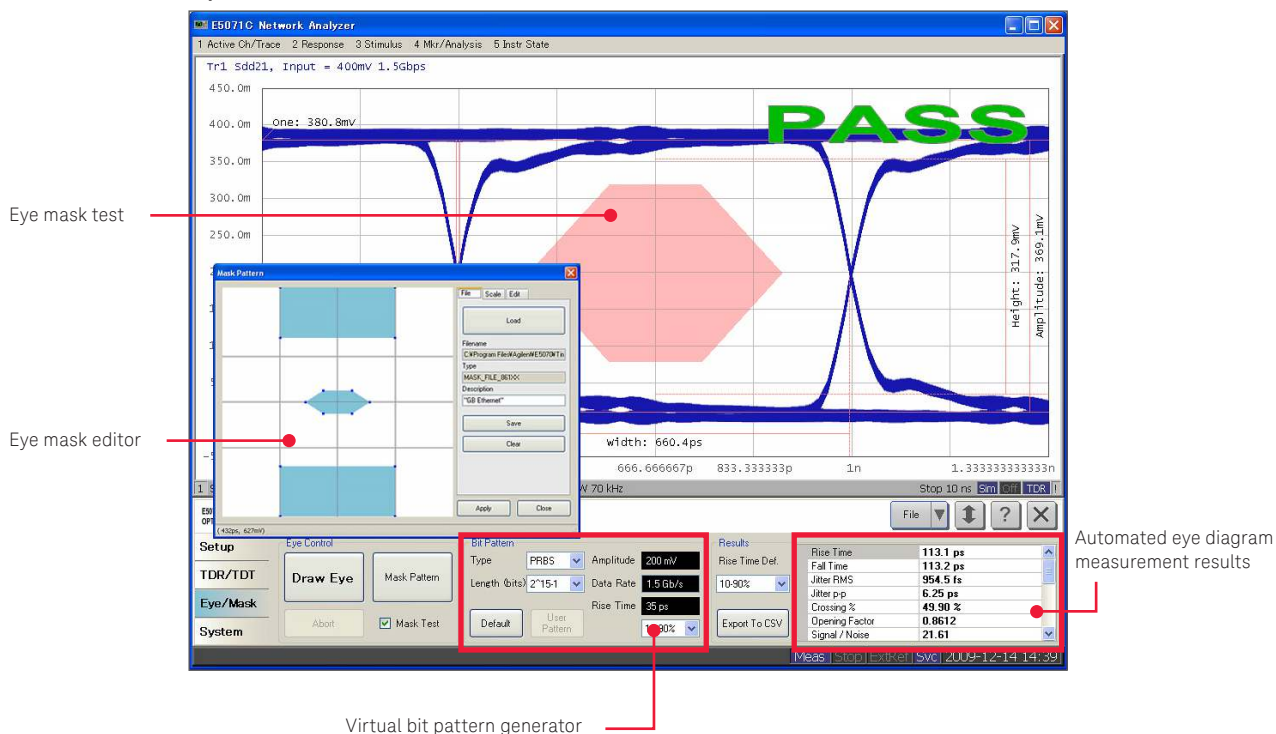 E5071C Network Analyzer
1 Active Ch/Trace 2 Response 3 Stimulus 4 Mkr/Analysis 5 Instr State
Tr1 Sdd21, Input = 400mV 1.5Gbps
450.0m
400.0m
One: 380.8mV
PASS
350.0m
300.0m
250.0m
Eye mask test
Height: 317.9mV
Amplitude: 369.1mV
Mask Pattern
File Scale Edit
Load
Filename
C:¥Program Files¥Agilent¥E5070¥Tin
Type
MASK_FILE_861XX
Description
"GB Ethernet"
Save
Clear
Apply Close
(-432ps, 627mV)
Eye mask editor
Width: 660.4ps
666.666667p 833.333333p 1n 1.333333333333n
W 70 kHz
Stop 10 ns Sim Off TDR !
File ? X
Setup
TDR/TDT
Eye/Mask
System
Eye Control
Draw Eye Mask Pattern
Abort Mask Test
Bit Pattern
Type PRBS Amplitude 200 mV
Length (bits) 2^15-1 Data Rate 1.5 Gb/s
Rise Time 35 ps
Default User Pattern
Results
Rise Time Def.
10-90%
Export To CSV
Rise Time 113.1 ps
Fall Time 113.2 ps
Jitter RMS 954.5 fs
Jitter p-p 6.25 ps
Crossing % 49.90 %
Opening Factor 0.8612
Signal / Noise 21.61
Automated eye diagram
measurement results
Meas Stop ExtRef Svc 2009-12-14 14:39
Virtual bit pattern generator